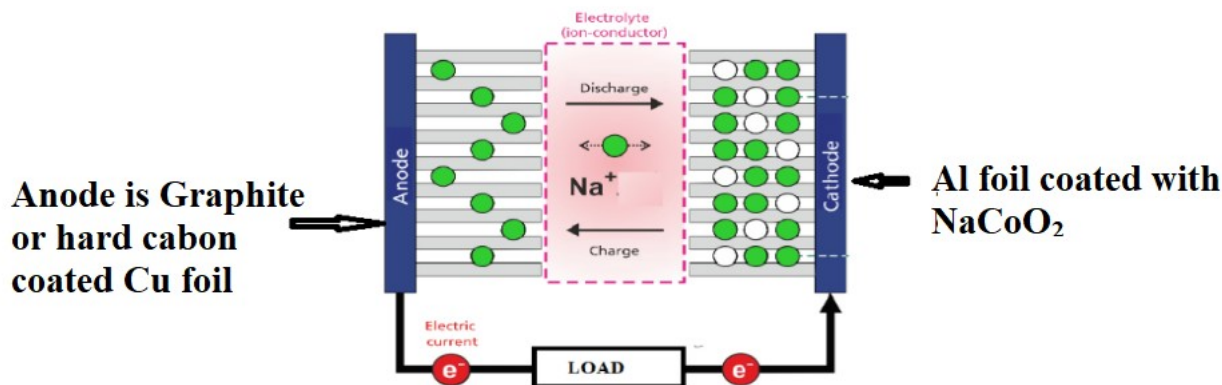 Electrolyte
(ion-conductor)
Discharge
Na⁺
Charge
Anode
Cathode
Anode is Graphite
or hard cabon
coated Cu foil
Al foil coated with
NaCoO₂
Electric
current
e⁻
LOAD
e⁻